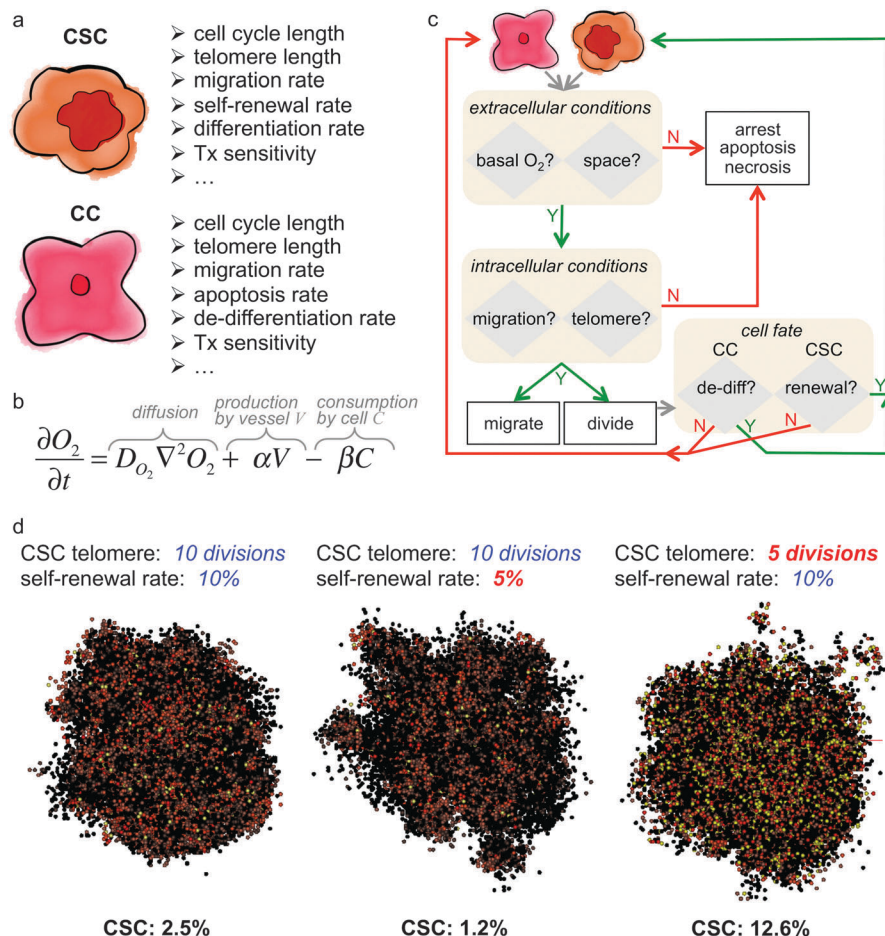 a
CSC
➢ cell cycle length
➢ telomere length
➢ migration rate
➢ self-renewal rate
➢ differentiation rate
➢ Tx sensitivity
➢ …
CC
➢ cell cycle length
➢ telomere length
➢ migration rate
➢ apoptosis rate
➢ de-differentiation rate
➢ Tx sensitivity
➢ …
b
diffusion
production
by vessel V
consumption
by cell C
∂O₂/∂t = D_O₂ ∇²O₂ + αV − βC
c
extracellular conditions
basal O₂? space?
N
arrest
apoptosis
necrosis
Y
intracellular conditions
migration? telomere?
N
Y
migrate divide
cell fate
CC CSC
de-diff? renewal?
Y
N Y N
d
CSC telomere: 10 divisions
self-renewal rate: 10%
CSC: 2.5%
CSC telomere: 10 divisions
self-renewal rate: 5%
CSC: 1.2%
CSC telomere: 5 divisions
self-renewal rate: 10%
CSC: 12.6%